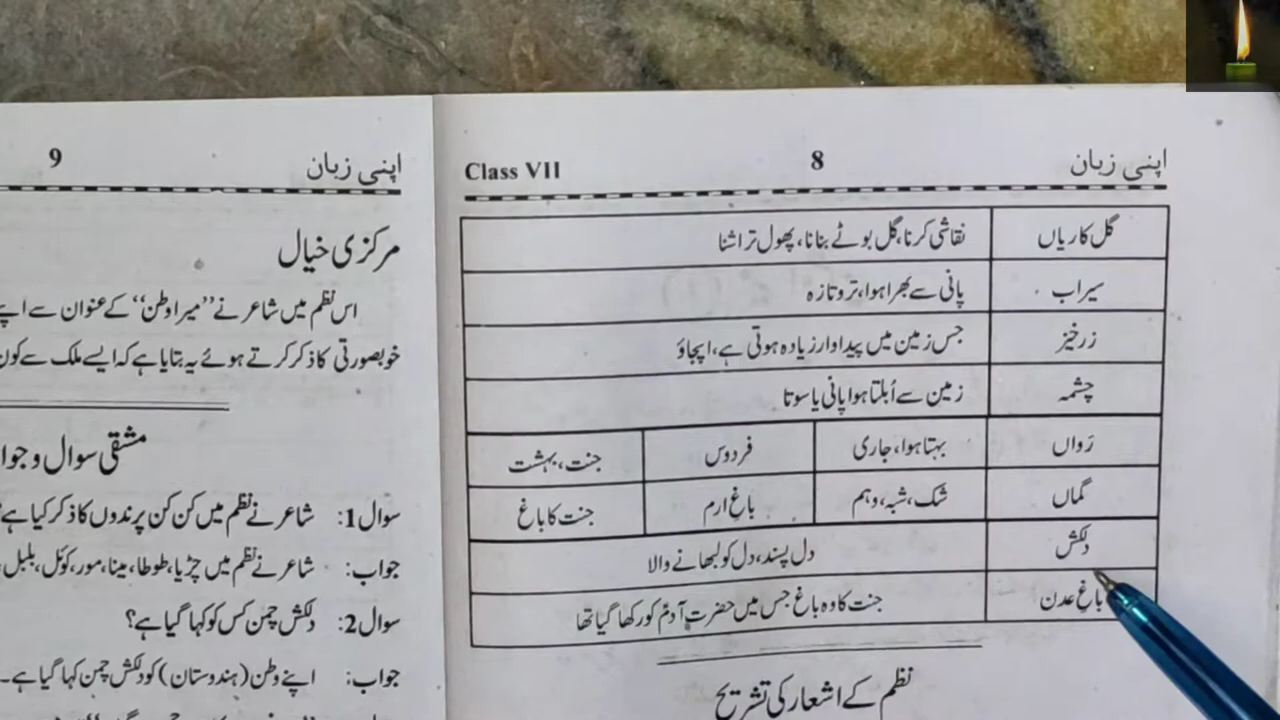 اپنی زبان 8 Class VII
گل کاریاں نقاشی کرنا، گل بوٹے بنانا، پھول تراشنا
سیراب پانی سے بھرا ہوا، تروتازہ
زرخیز جس زمین میں پیداوار زیادہ ہوتی ہے، اپجاؤ
چشمہ زمین سے اُبلتا ہوا پانی یا سوتا
رَواں بہتا ہوا، جاری فردوس جنت، بہشت
گماں شک، شبہ، وہم باغِ ارم جنت کا باغ
دلکش دل پسند، دل کو لبھانے والا
باغِ عدن جنت کا وہ باغ جس میں حضرت آدمؑ کو رکھا گیا تھا
نظم کے اشعار کی تشریح
اپنی زبان 9
مرکزی خیال
اس نظم میں شاعر نے ”میرا وطن“ کے عنوان سے اپنے
خوبصورتی کا ذکر کرتے ہوئے یہ بتایا ہے کہ ایسے ملک سے کون
مشقی سوال و جوا
سوال 1: شاعر نے نظم میں کن کن پرندوں کا ذکر کیا ہے
جواب: شاعر نے نظم میں چڑیا، طوطا، مینا، مور، کوئل، بلبل،
سوال 2: دلکش چمن کس کو کہا گیا ہے؟
جواب: اپنے وطن (ہندوستان) کو دلکش چمن کہا گیا ہے۔